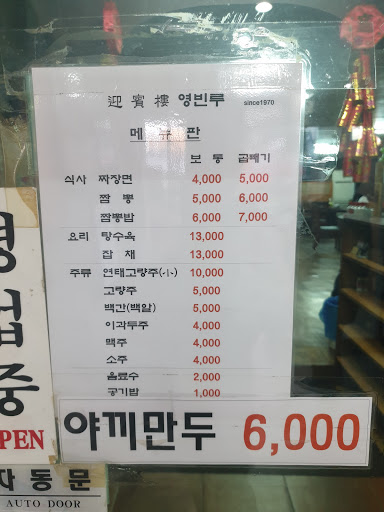 迎賓樓 영빈루 since1970
메뉴판
보통 곱빼기
식사 짜장면 4,000 5,000
짬뽕 5,000 6,000
짬뽕밥 6,000 7,000
요리 탕수육 13,000
잡채 13,000
주류 연태고량주(小) 10,000
고량주 5,000
백간(백알) 5,000
이과두주 4,000
맥주 4,000
소주 4,000
음료수 2,000
공기밥 1,000
야끼만두 6,000
영업중
OPEN
자동문
AUTO DOOR